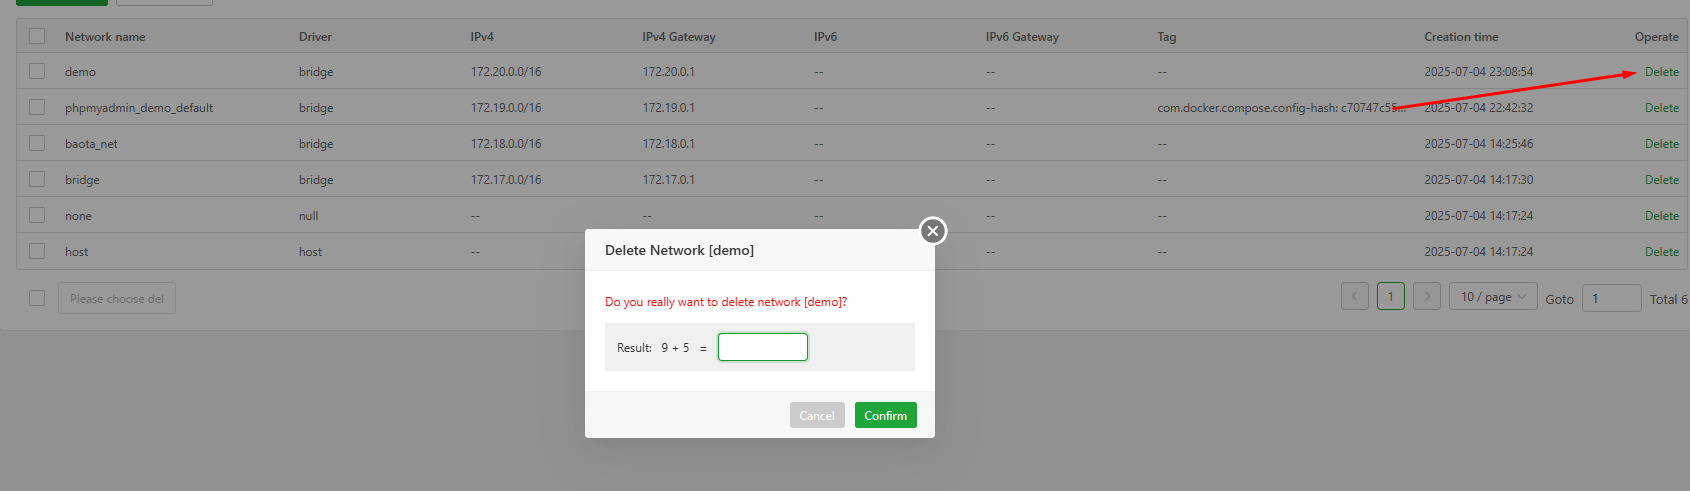 Network name Driver IPv4 IPv4 Gateway IPv6 IPv6 Gateway Tag Creation time Operate
demo bridge 172.20.0.0/16 172.20.0.1 -- -- -- 2025-07-04 23:08:54 Delete
phpmyadmin_demo_default bridge 172.19.0.0/16 172.19.0.1 -- -- com.docker.compose.config-hash: c70747c55... 2025-07-04 22:42:32 Delete
baota_net bridge 172.18.0.0/16 172.18.0.1 -- -- -- 2025-07-04 14:25:46 Delete
bridge bridge 172.17.0.0/16 172.17.0.1 -- -- -- 2025-07-04 14:17:30 Delete
none null -- -- -- -- -- 2025-07-04 14:17:24 Delete
host host -- -- -- 2025-07-04 14:17:24 Delete
Please choose del 1 10 / page Goto 1 Total 6
Delete Network [demo]
Do you really want to delete network [demo]?
Result: 9 + 5 =
Cancel Confirm